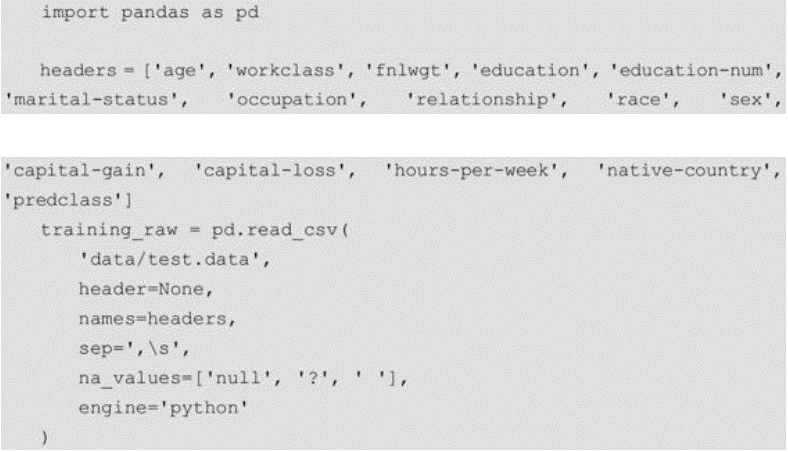 import pandas as pd
headers = ['age', 'workclass', 'fnlwgt', 'education', 'education-num',
'marital-status', 'occupation', 'relationship', 'race', 'sex',
'capital-gain', 'capital-loss', 'hours-per-week', 'native-country',
'predclass']
training_raw = pd.read_csv(
'data/test.data',
header=None,
names=headers,
sep=',\s',
na_values=['null', '?', ' '],
engine='python'
)